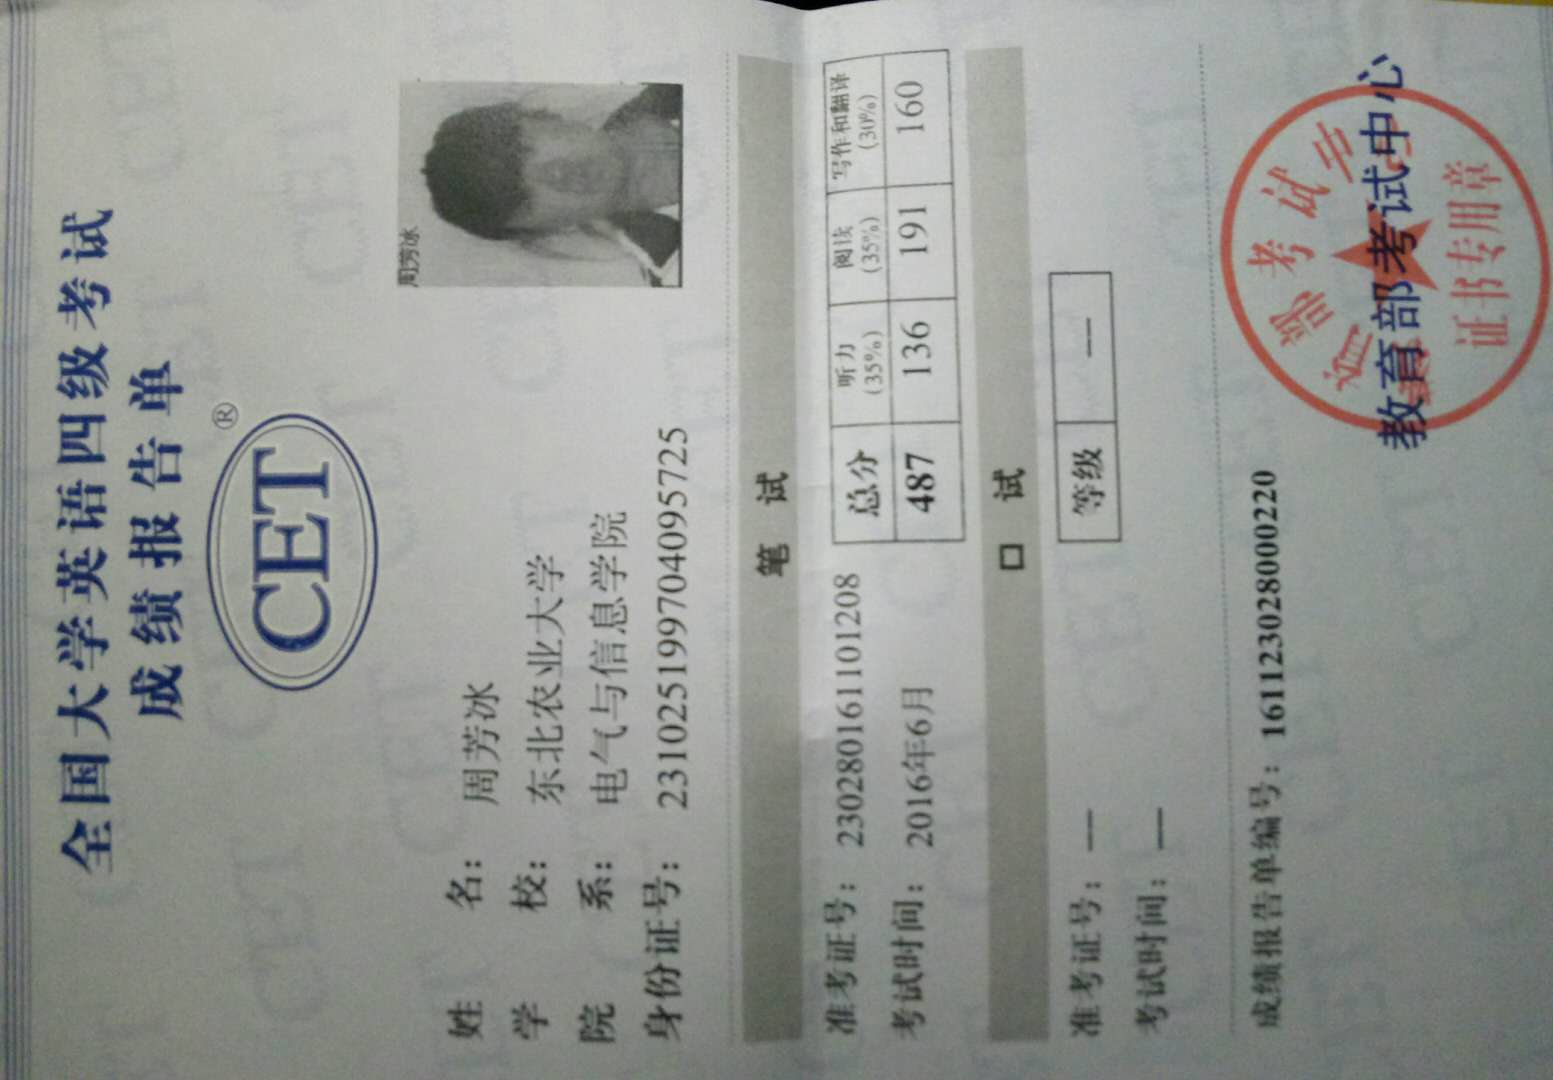 全国大学英语四级考试
成绩报告单
CET®
周芳冰
姓 名: 周芳冰
学 校: 东北农业大学
院 系: 电气与信息学院
身份证号: 231025199704095725
笔 试
准考证号: 230280161101208
考试时间: 2016年6月
总分 听力 (35%) 阅读 (35%) 写作和翻译 (30%)
487 136 191 160
口 试
准考证号: —
考试时间: —
等级 —
成绩报告单编号: 161123028000220
教育部考试中心
证书专用章